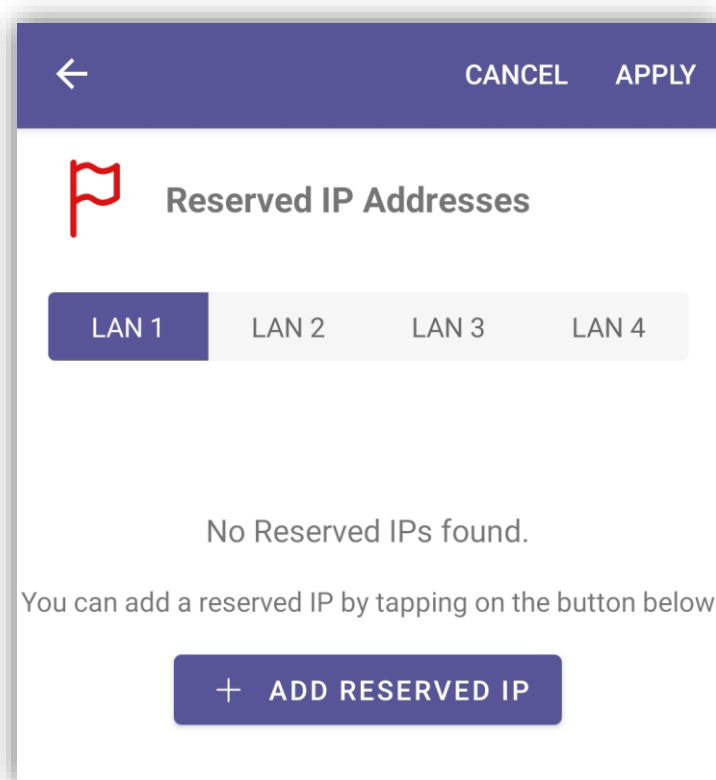 CANCEL APPLY
Reserved IP Addresses
LAN 1 LAN 2 LAN 3 LAN 4
No Reserved IPs found.
You can add a reserved IP by tapping on the button below
+ ADD RESERVED IP